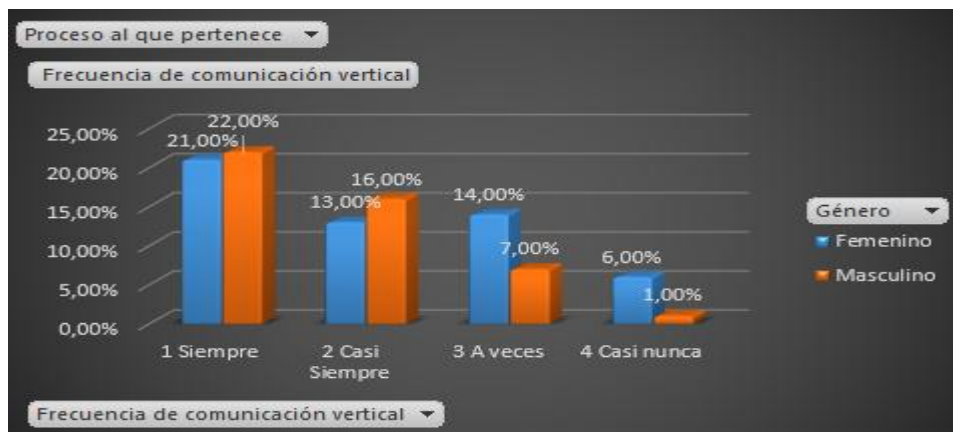 Proceso al que pertenece
Frecuencia de comunicación vertical
25,00%
20,00%
15,00%
10,00%
5,00%
0,00%
21,00%
22,00%
13,00%
16,00%
14,00%
7,00%
6,00%
1,00%
1 Siempre
2 Casi
Siempre
3 A veces
4 Casi nunca
Género
Femenino
Masculino
Frecuencia de comunicación vertical